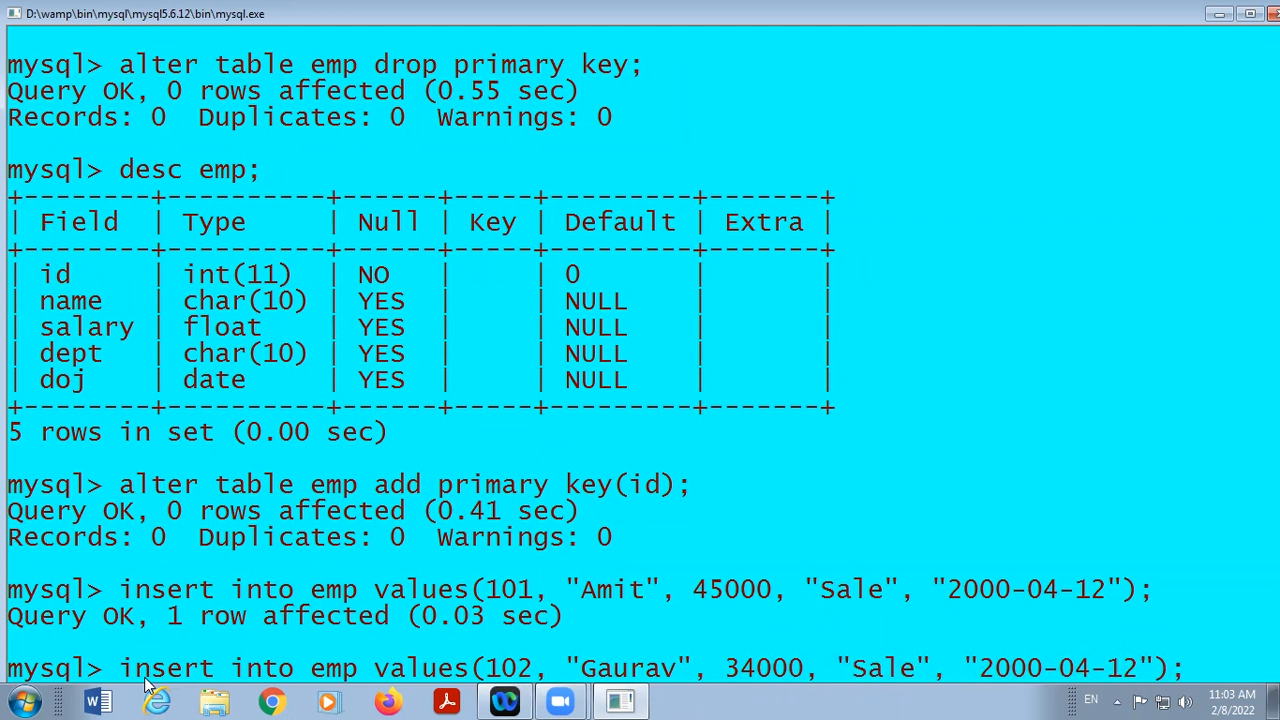 D:\wamp\bin\mysql\mysql5.6.12\bin\mysql.exe
mysql> alter table emp drop primary key;
Query OK, 0 rows affected (0.55 sec)
Records: 0  Duplicates: 0  Warnings: 0
mysql> desc emp;
+--------+----------+------+-----+---------+-------+
| Field  | Type     | Null | Key | Default | Extra |
+--------+----------+------+-----+---------+-------+
| id     | int(11)  | NO   |     | 0       |       |
| name   | char(10) | YES  |     | NULL    |       |
| salary | float    | YES  |     | NULL    |       |
| dept   | char(10) | YES  |     | NULL    |       |
| doj    | date     | YES  |     | NULL    |       |
+--------+----------+------+-----+---------+-------+
5 rows in set (0.00 sec)
mysql> alter table emp add primary key(id);
Query OK, 0 rows affected (0.41 sec)
Records: 0  Duplicates: 0  Warnings: 0
mysql> insert into emp values(101, "Amit", 45000, "Sale", "2000-04-12");
Query OK, 1 row affected (0.03 sec)
mysql> insert into emp values(102, "Gaurav", 34000, "Sale", "2000-04-12");
EN
11:03 AM
2/8/2022